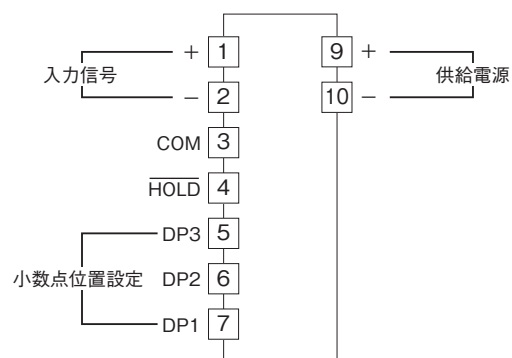 入力信号
+ 1
− 2
COM 3
HOLD 4
DP3 5
小数点位置設定 DP2 6
DP1 7
9 +
10 −
供給電源